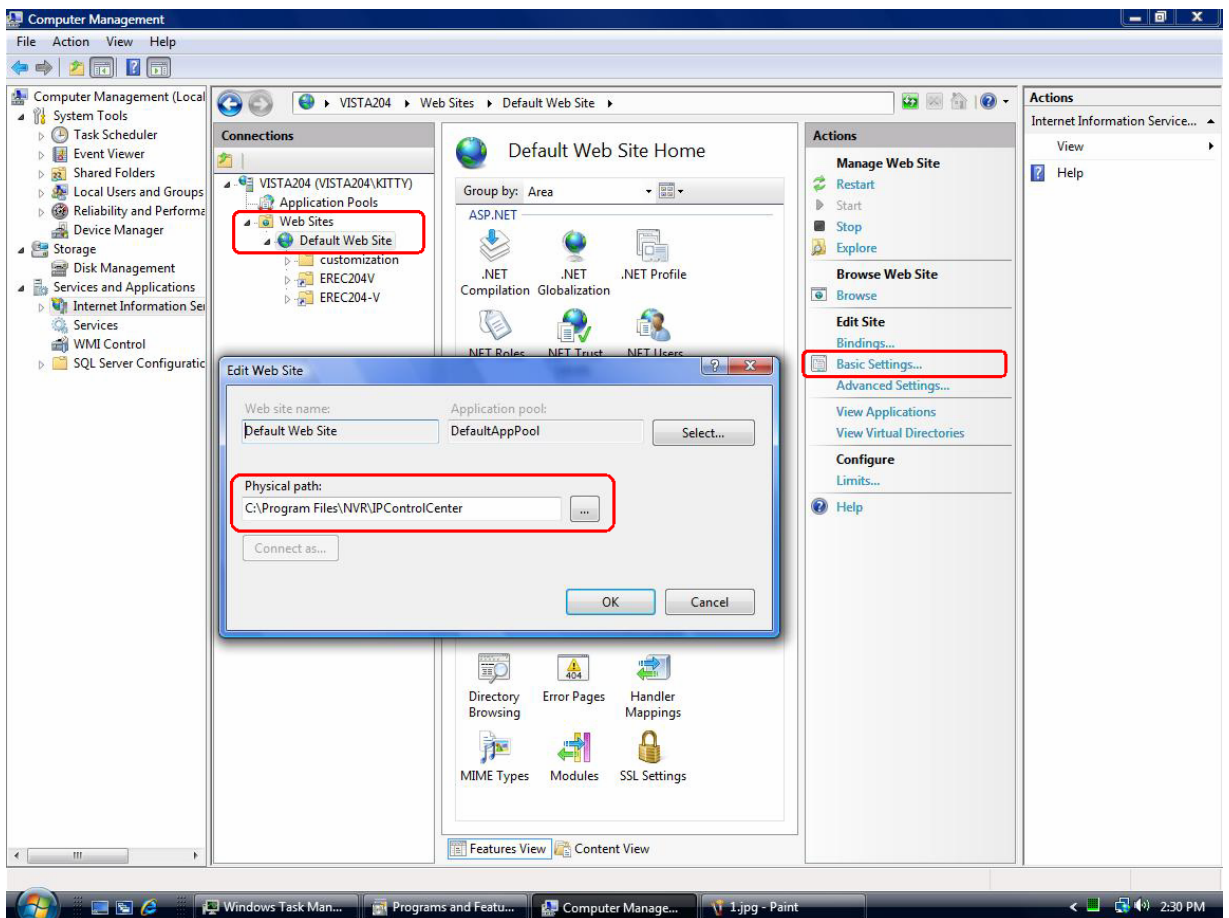 Computer Management
File Action View Help
Computer Management (Local
System Tools
Task Scheduler
Event Viewer
Shared Folders
Local Users and Groups
Reliability and Performa
Device Manager
Storage
Disk Management
Services and Applications
Internet Information Ser
Services
WMI Control
SQL Server Configuratic
VISTA204 Web Sites Default Web Site
Connections
VISTA204 (VISTA204\KITTY)
Application Pools
Web Sites
Default Web Site
customization
EREC204V
EREC204-V
Default Web Site Home
Group by: Area
ASP.NET
.NET Compilation
.NET Globalization
.NET Profile
.NET Roles .NET Trust .NET Users
Edit Web Site
Web site name:
Application pool:
Default Web Site
DefaultAppPool
Select...
Physical path:
C:\Program Files\NVR\IPControlCenter
...
Connect as...
OK
Cancel
Directory Browsing
404
Error Pages
Handler Mappings
MIME Types
Modules
SSL Settings
Features View
Content View
Actions
Manage Web Site
Restart
Start
Stop
Explore
Browse Web Site
Browse
Edit Site
Bindings...
Basic Settings...
Advanced Settings...
View Applications
View Virtual Directories
Configure
Limits...
Help
Actions
Internet Information Service...
View
Help
Windows Task Man...
Programs and Featu...
Computer Manage...
1.jpg - Paint
2:30 PM